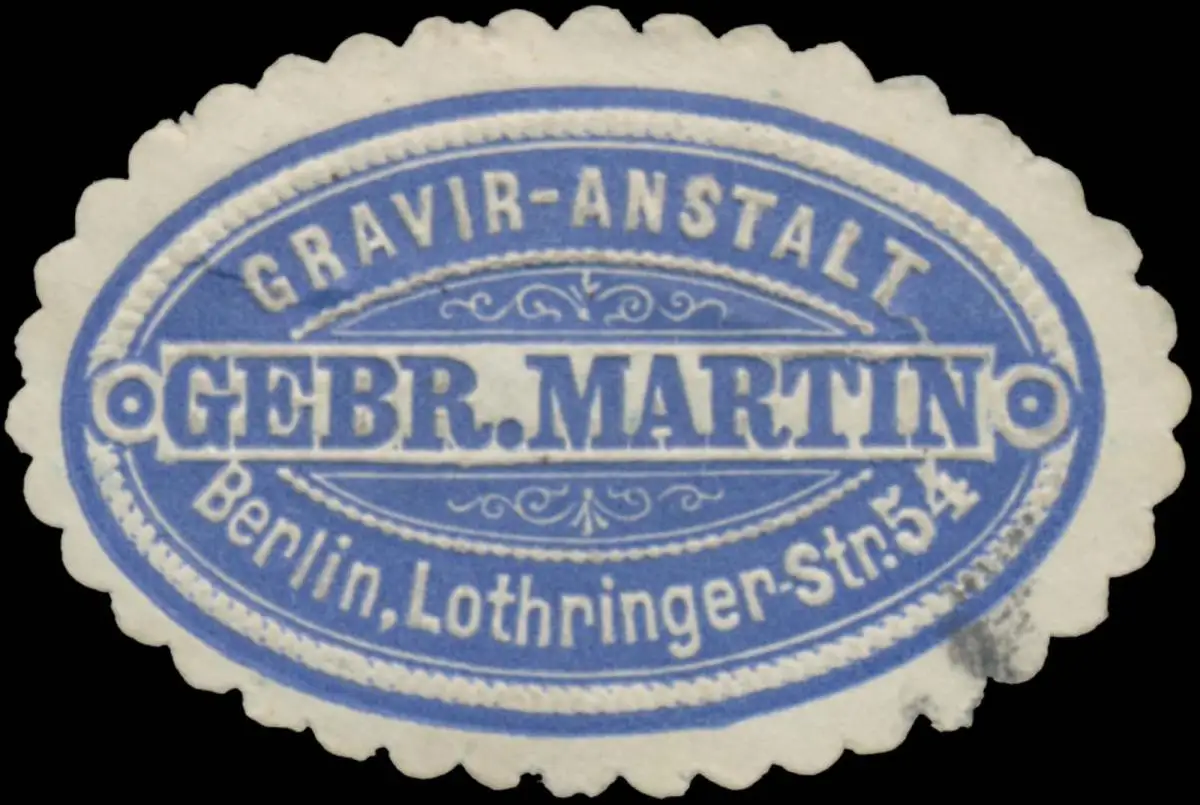 GRAVIR-ANSTALT
GEBR. MARTIN
Berlin, Lothringer-Str. 54